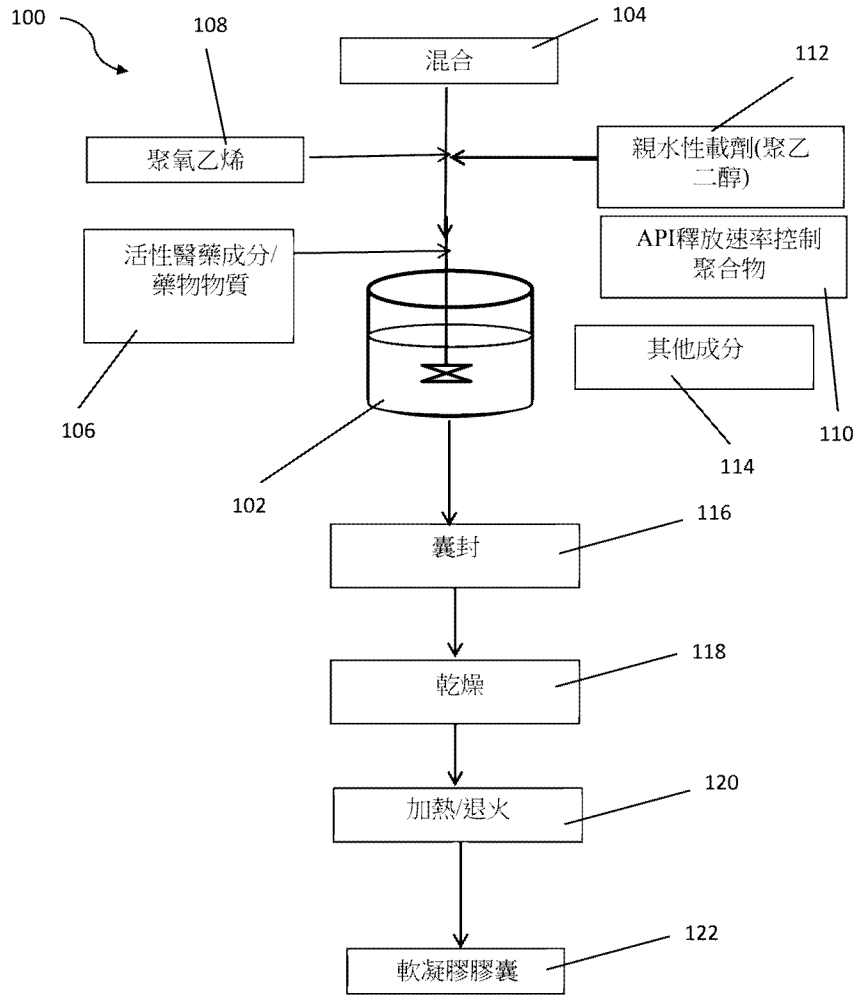 100
108
104
混合
112
聚氧乙烯
親水性載劑(聚乙
二醇)
活性醫藥成分/
藥物物質
API釋放速率控制
聚合物
其他成分
106
102
114
110
囊封
116
乾燥
118
加熱/退火
120
軟凝膠膠囊
122